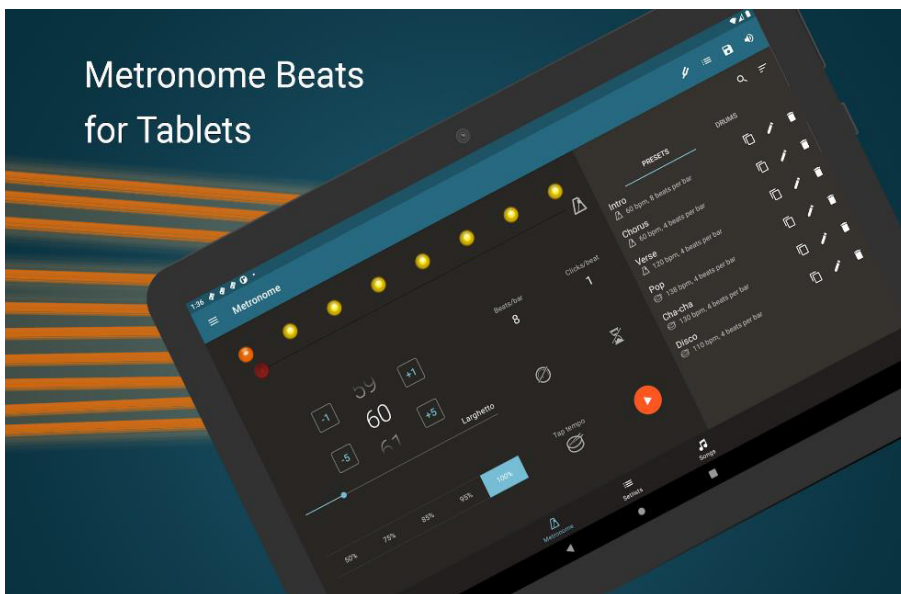 Metronome Beats
for Tablets
1:36
Metronome
Beats/bar
8
Clicks/beat
1
59
60
61
-1
+1
-5
+5
Larghetto
Tap tempo
50%
75%
85%
95%
100%
PRESETS
DRUMS
Intro
60 bpm, 8 beats per bar
Chorus
60 bpm, 4 beats per bar
Verse
120 bpm, 4 beats per bar
Pop
138 bpm, 4 beats per bar
Cha-cha
130 bpm, 4 beats per bar
Disco
110 bpm, 4 beats per bar
Metronome
Setlists
Songs